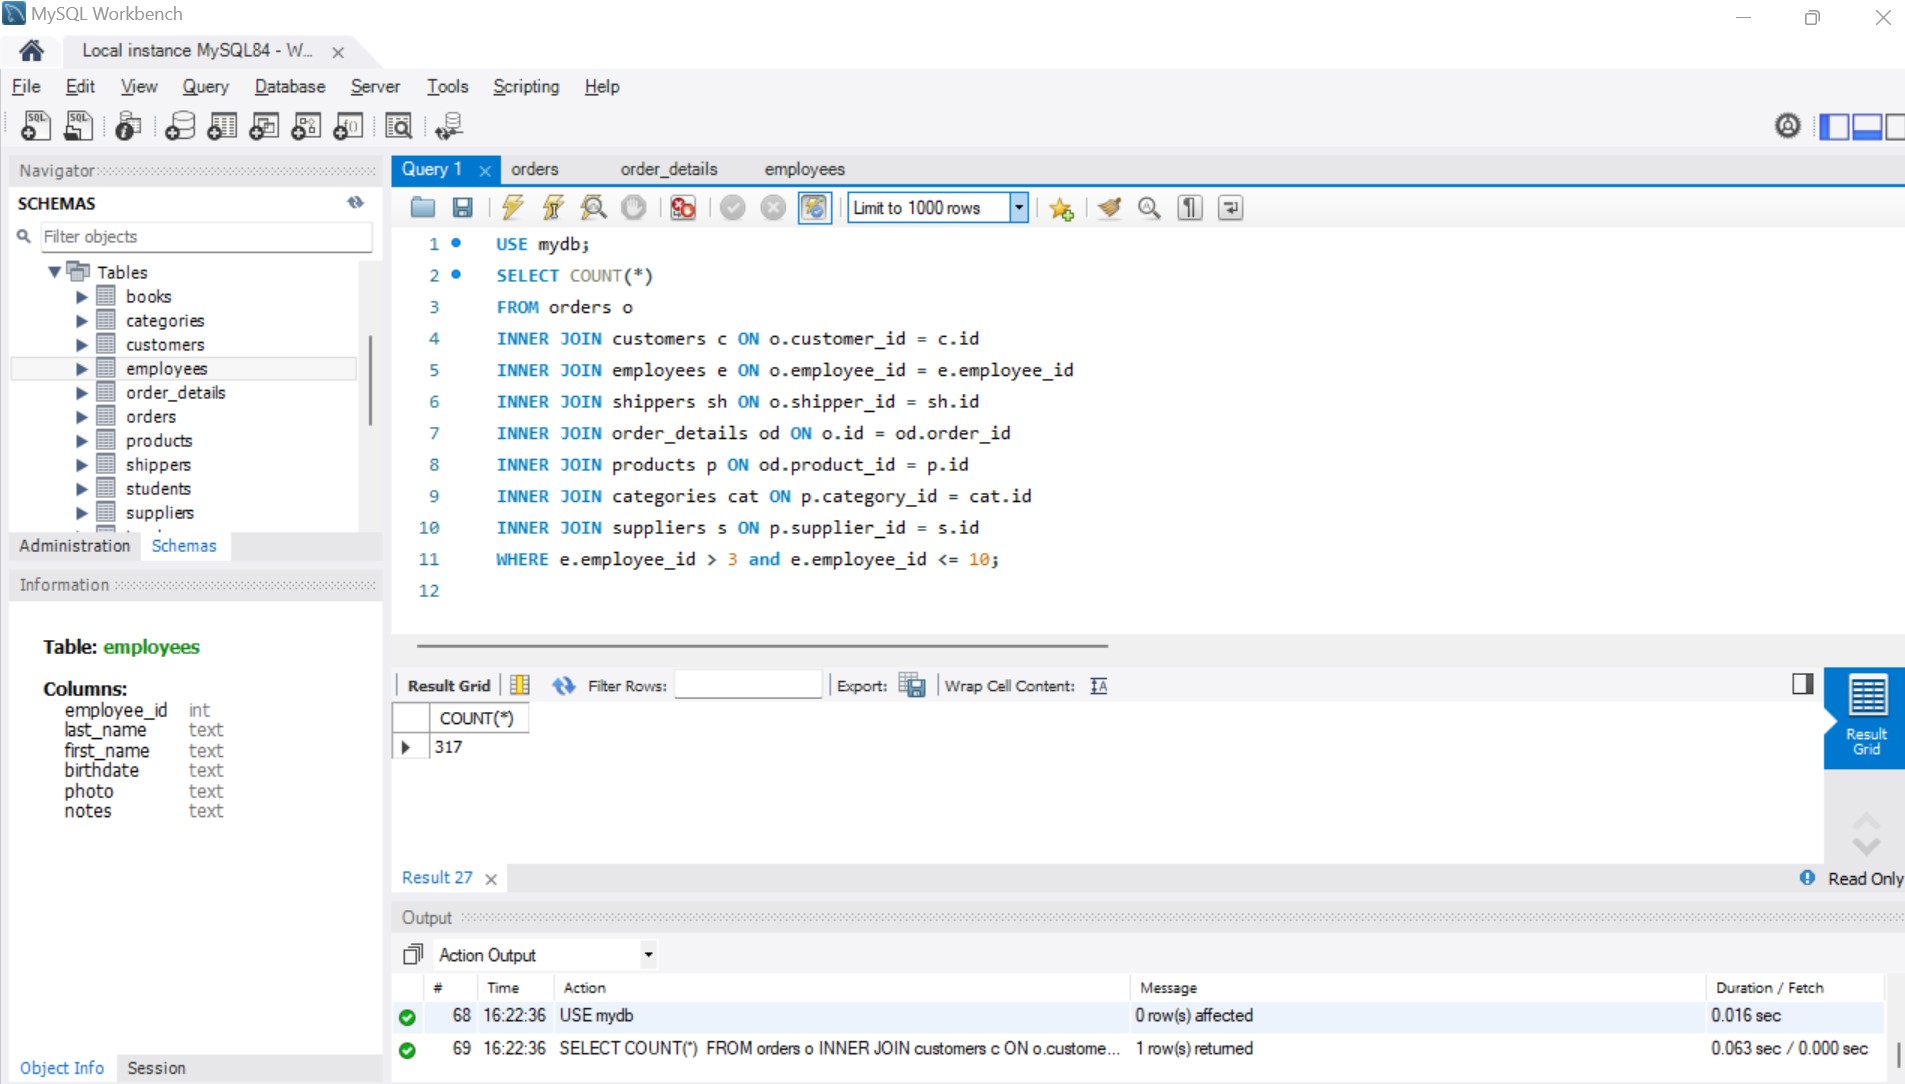 MySQL Workbench
Local instance MySQL84 - W...
File Edit View Query Database Server Tools Scripting Help
Navigator
SCHEMAS
Filter objects
Tables
books
categories
customers
employees
order_details
orders
products
shippers
students
suppliers
Administration Schemas
Information
Table: employees
Columns:
employee_id int
last_name text
first_name text
birthdate text
photo text
notes text
Object Info Session
Query 1 orders order_details employees
Limit to 1000 rows
1 USE mydb;
2 SELECT COUNT(*)
3 FROM orders o
4 INNER JOIN customers c ON o.customer_id = c.id
5 INNER JOIN employees e ON o.employee_id = e.employee_id
6 INNER JOIN shippers sh ON o.shipper_id = sh.id
7 INNER JOIN order_details od ON o.id = od.order_id
8 INNER JOIN products p ON od.product_id = p.id
9 INNER JOIN categories cat ON p.category_id = cat.id
10 INNER JOIN suppliers s ON p.supplier_id = s.id
11 WHERE e.employee_id > 3 and e.employee_id <= 10;
12
Result Grid Filter Rows: Export: Wrap Cell Content:
COUNT(*)
317
Result
Grid
Result 27 Read Only
Output
Action Output
# Time Action Message Duration / Fetch
68 16:22:36 USE mydb 0 row(s) affected 0.016 sec
69 16:22:36 SELECT COUNT(*) FROM orders o INNER JOIN customers c ON o.custome... 1 row(s) returned 0.063 sec / 0.000 sec